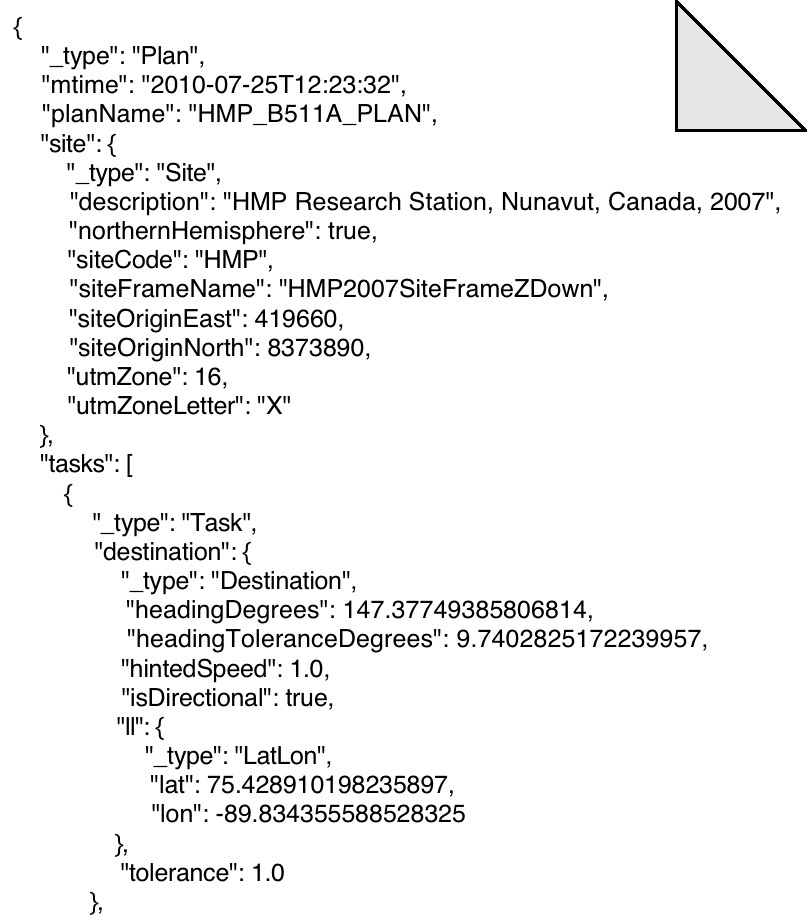 {
"_type": "Plan",
"mtime": "2010-07-25T12:23:32",
"planName": "HMP_B511A_PLAN",
"site": {
"_type": "Site",
"description": "HMP Research Station, Nunavut, Canada, 2007",
"northernHemisphere": true,
"siteCode": "HMP",
"siteFrameName": "HMP2007SiteFrameZDown",
"siteOriginEast": 419660,
"siteOriginNorth": 8373890,
"utmZone": 16,
"utmZoneLetter": "X"
},
"tasks": [
{
"_type": "Task",
"destination": {
"_type": "Destination",
"headingDegrees": 147.37749385806814,
"headingToleranceDegrees": 9.7402825172239957,
"hintedSpeed": 1.0,
"isDirectional": true,
"ll": {
"_type": "LatLon",
"lat": 75.428910198235897,
"lon": -89.834355588528325
},
"tolerance": 1.0
},